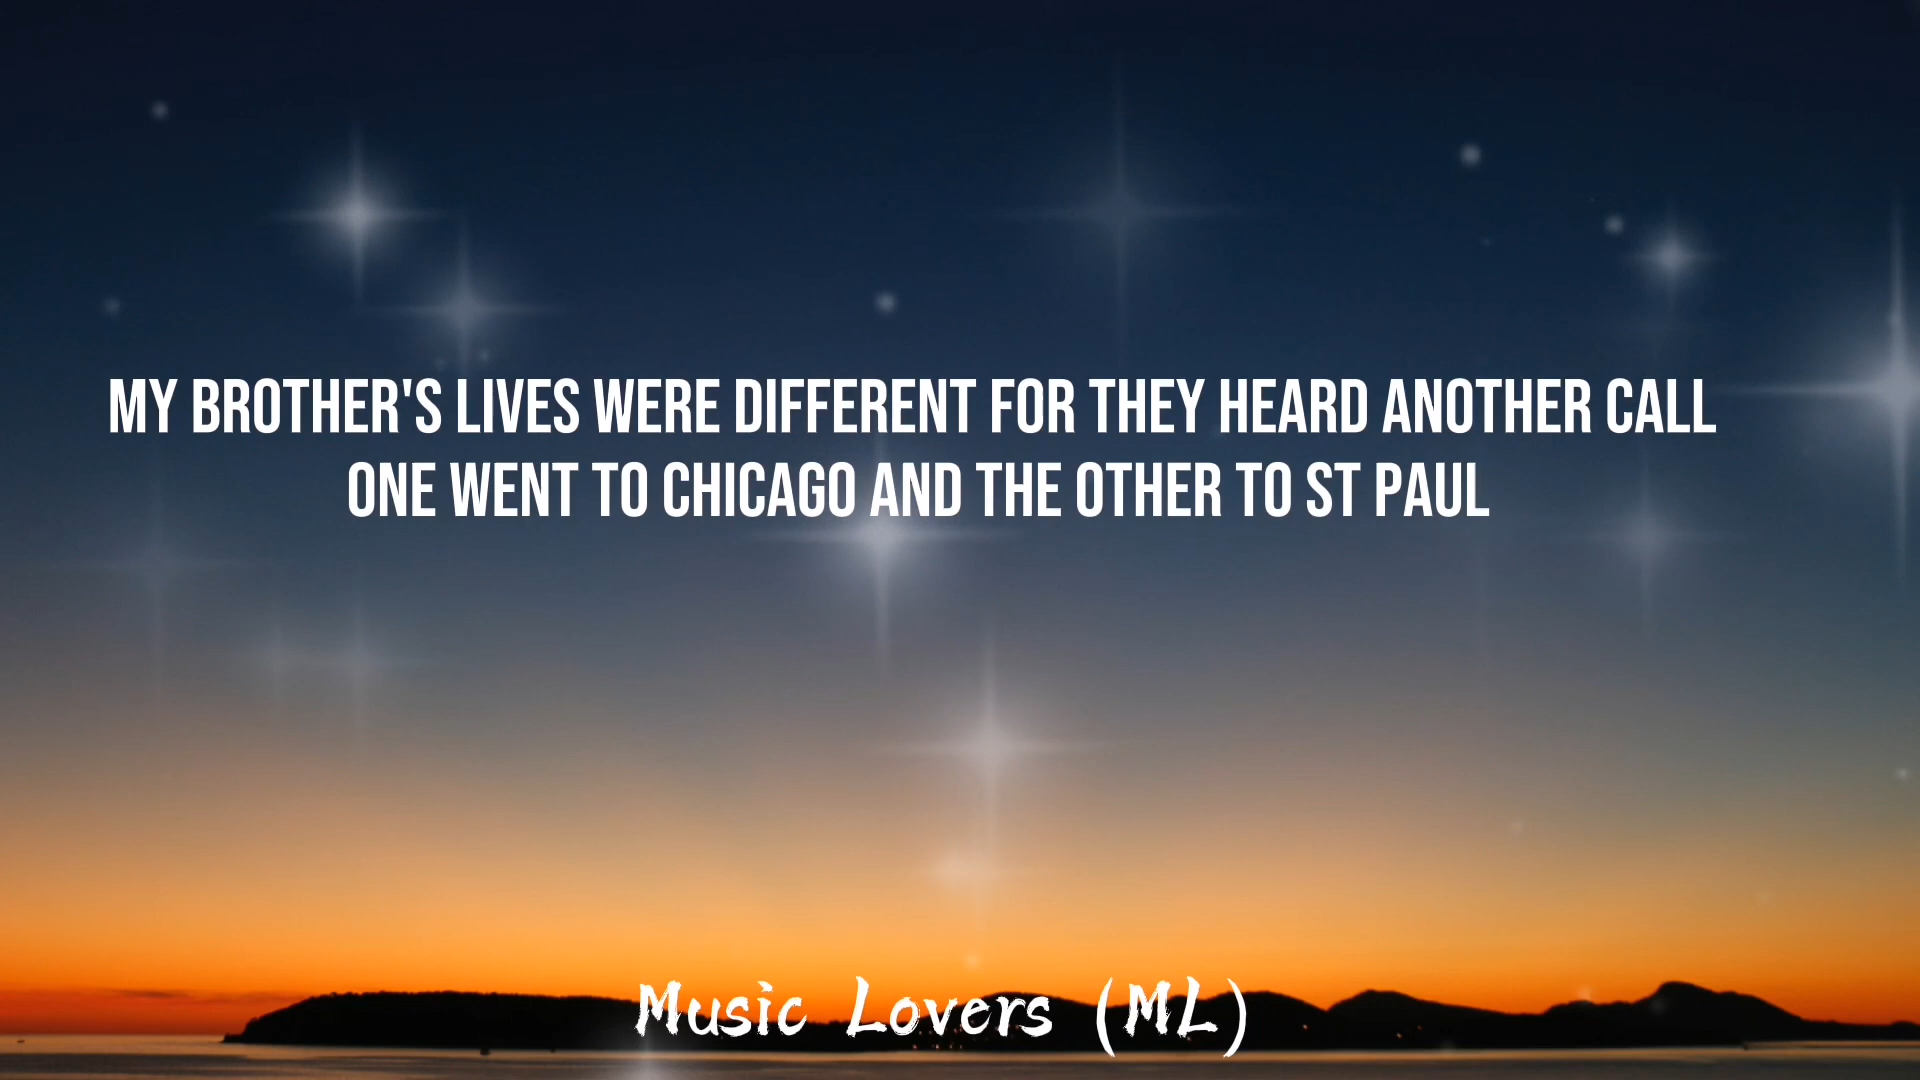 MY BROTHER'S LIVES WERE DIFFERENT FOR THEY HEARD ANOTHER CALL
ONE WENT TO CHICAGO AND THE OTHER TO ST PAUL
Music Lovers (ML)